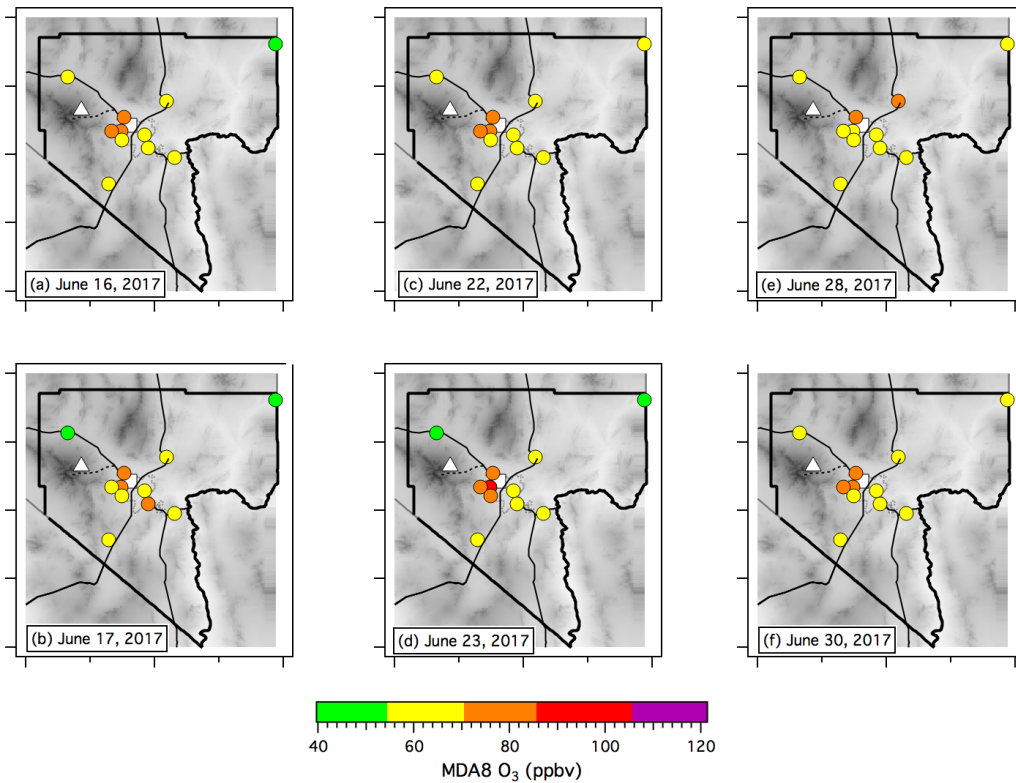 (a) June 16, 2017
(c) June 22, 2017
(e) June 28, 2017
(b) June 17, 2017
(d) June 23, 2017
(f) June 30, 2017
40 60 80 100 120
MDA8 O₃ (ppbv)